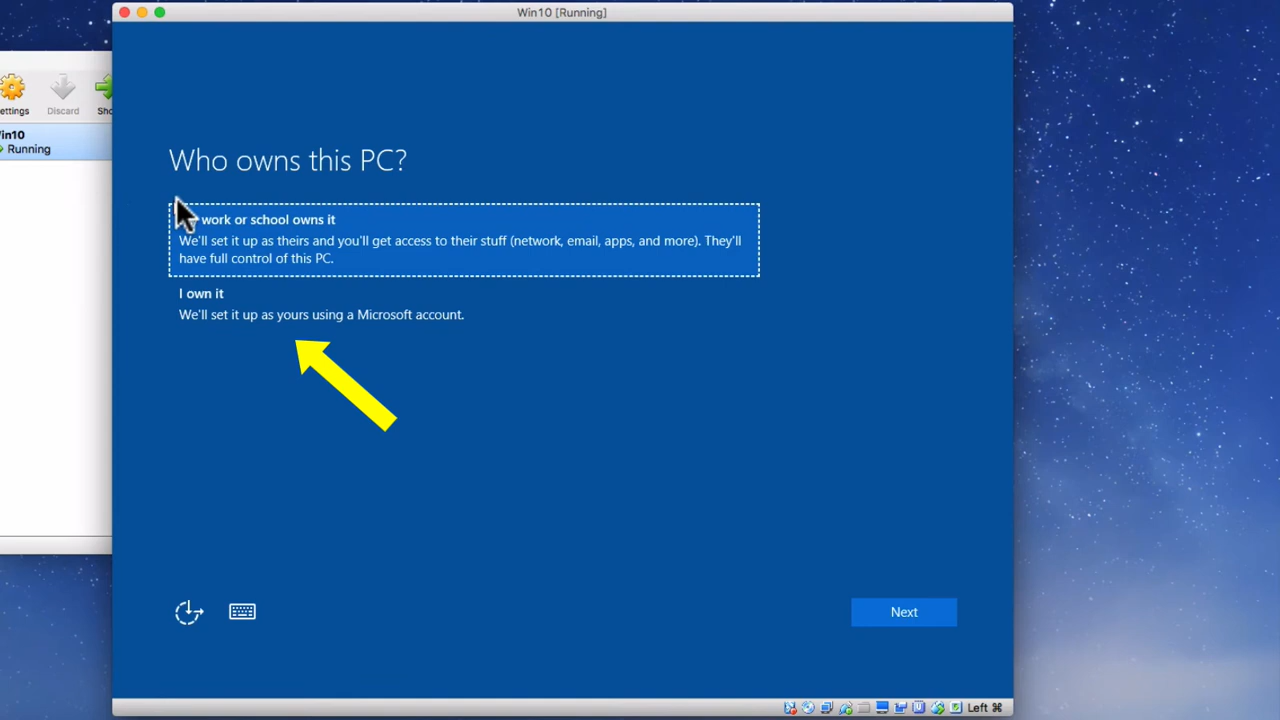 Win10 [Running]
ettings
Discard
Sho
in10
Running
Who owns this PC?
work or school owns it
We'll set it up as theirs and you'll get access to their stuff (network, email, apps, and more). They'll
have full control of this PC.
I own it
We'll set it up as yours using a Microsoft account.
Next
Left ⌘